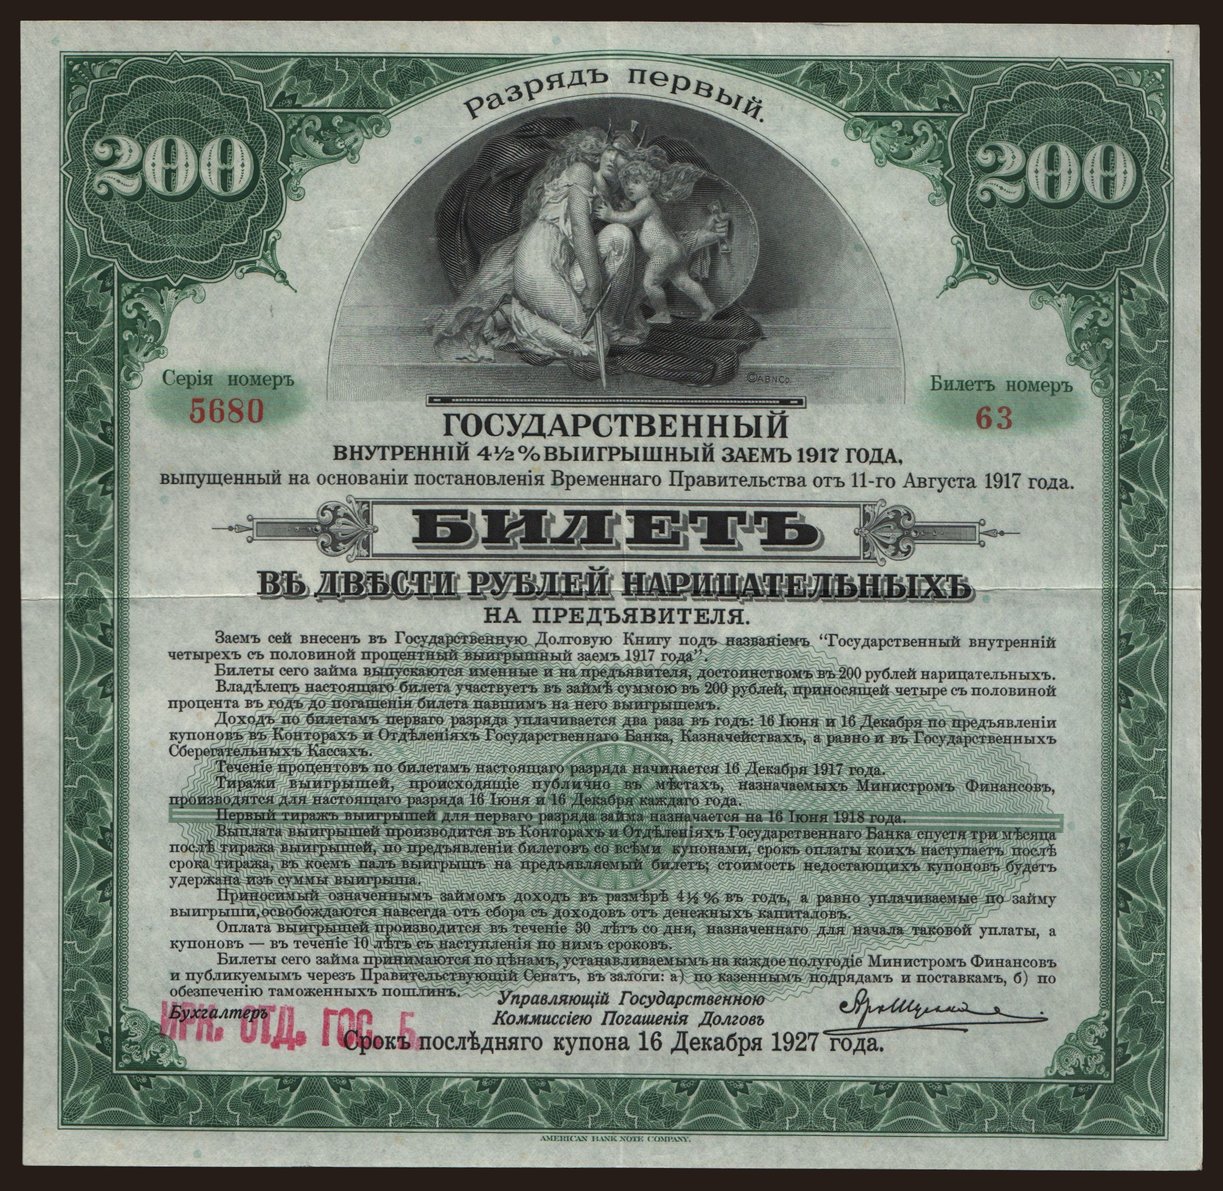 Разрядъ первый.
200
200
©ABNCo.
Серія номеръ
5680
Билетъ номеръ
63
ГОСУДАРСТВЕННЫЙ
ВНУТРЕННІЙ 4½% ВЫИГРЫШНЫЙ ЗАЕМЪ 1917 ГОДА,
выпущенный на основаніи постановленія Временнаго Правительства отъ 11-го Августа 1917 года.
БИЛЕТЪ
ВЪ ДВѢСТИ РУБЛЕЙ НАРИЦАТЕЛЬНЫХЪ
НА ПРЕДЪЯВИТЕЛЯ.
Заемъ сей внесенъ въ Государственную Долговую Книгу подъ названіемъ “Государственный внутренній
четырехъ съ половиной процентный выигрышный заемъ 1917 года”.
Билеты сего займа выпускаются именные и на предъявителя, достоинствомъ въ 200 рублей нарицательныхъ.
Владѣлецъ настоящаго билета участвуетъ въ займѣ суммою въ 200 рублей, приносящей четыре съ половиной
процента въ годъ до погашенія билета павшимъ на него выигрышемъ.
Доходъ по билетамъ перваго разряда уплачивается два раза въ годъ: 16 Іюня и 16 Декабря по предъявленіи
купоновъ въ Конторахъ и Отдѣленіяхъ Государственнаго Банка, Казначействахъ, а равно и въ Государственныхъ
Сберегательныхъ Кассахъ.
Теченіе процентовъ по билетамъ настоящаго разряда начинается 16 Декабря 1917 года.
Тиражи выигрышей, происходящіе публично въ мѣстахъ, назначаемыхъ Министромъ Финансовъ,
производятся для настоящаго разряда 16 Іюня и 16 Декабря каждаго года.
Первый тиражъ выигрышей для перваго разряда займа назначается на 16 Іюня 1918 года.
Выплата выигрышей производится въ Конторахъ и Отдѣленіяхъ Государственнаго Банка спустя три мѣсяца
послѣ тиража выигрышей, по предъявленіи билетовъ со всѣми купонами, срокъ оплаты коихъ наступаетъ послѣ
срока тиража, въ коемъ палъ выигрышъ на предъявляемый билетъ; стоимость недостающихъ купоновъ будетъ
удержана изъ суммы выигрыша.
Приносимый означеннымъ займомъ доходъ въ размѣрѣ 4½% въ годъ, а равно уплачиваемые по займу
выигрыши, освобождаются навсегда отъ сбора съ доходовъ отъ денежныхъ капиталовъ.
Оплата выигрышей производится въ теченіе 30 лѣтъ со дня, назначеннаго для начала таковой уплаты, а
купоновъ — въ теченіе 10 лѣтъ съ наступленія по нимъ сроковъ.
Билеты сего займа принимаются по цѣнамъ, устанавливаемымъ на каждое полугодіе Министромъ Финансовъ
и публикуемымъ черезъ Правительствующій Сенатъ, въ залоги: а) по казеннымъ подрядамъ и поставкамъ, б) по
обезпеченію таможенныхъ пошлинъ.
Управляющій Государственною
Коммиссіею Погашенія Долговъ
Бухгалтеръ
ИРК. ОТД. ГОС. Б.
Срокъ послѣдняго купона 16 Декабря 1927 года.
AMERICAN BANK NOTE COMPANY.